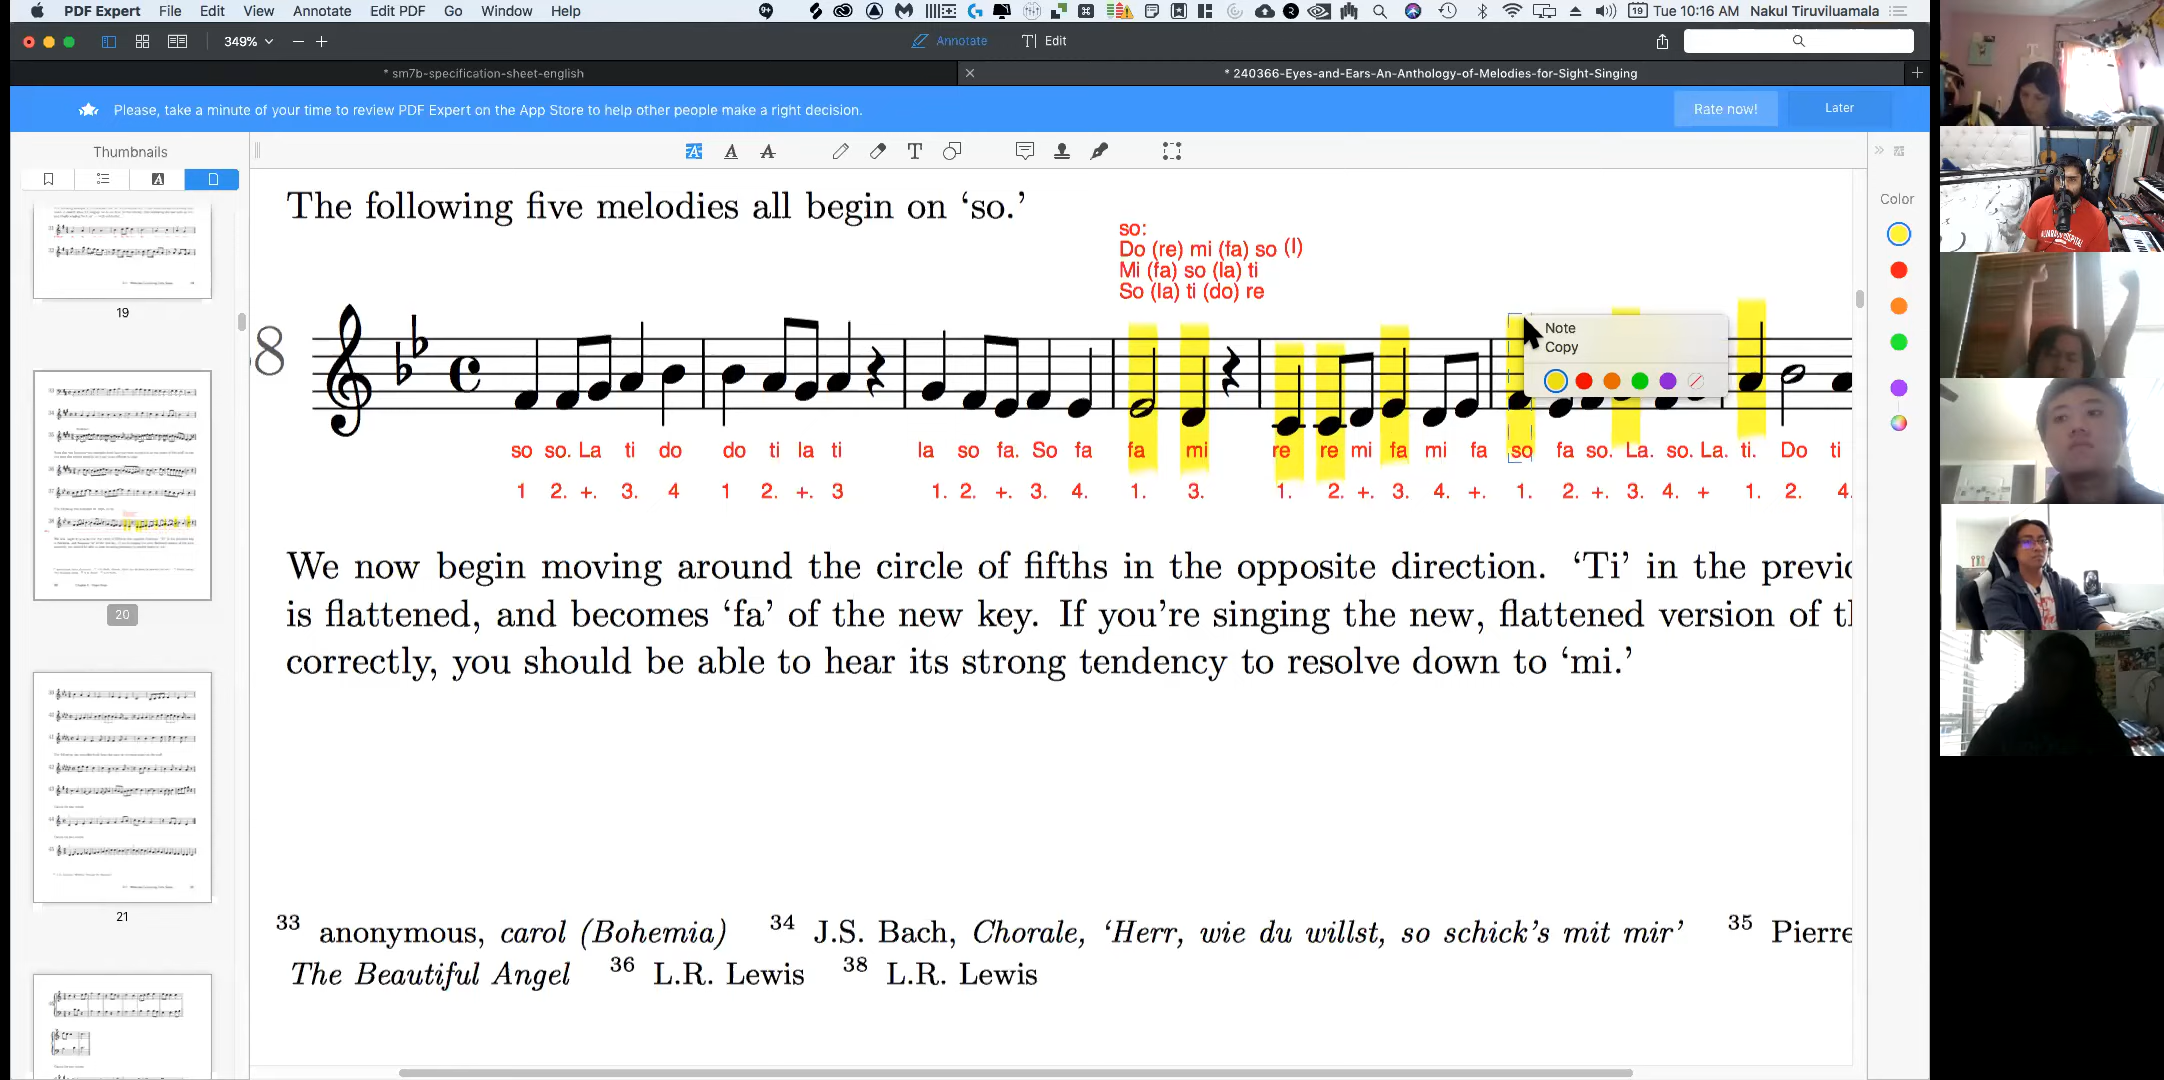 PDF Expert File Edit View Annotate Edit PDF Go Window Help Tue 10:16 AM Nakul Tiruviluamala
349% Annotate Edit
* sm7b-specification-sheet-english * 240366-Eyes-and-Ears-An-Anthology-of-Melodies-for-Sight-Singing
Please, take a minute of your time to review PDF Expert on the App Store to help other people make a right decision. Rate now! Later
Thumbnails
Color
19
20
21
The following five melodies all begin on ‘so.’
so:
Do (re) mi (fa) so (l)
Mi (fa) so (la) ti
So (la) ti (do) re
Note
Copy
8
so so. La ti do do ti la ti la so fa. So fa fa mi re re mi fa mi fa so fa so. La. so. La. ti. Do ti
1 2. +. 3. 4 1 2. +. 3 1. 2. +. 3. 4. 1. 3. 1. 2. +. 3. 4. +. 1. 2. +. 3. 4. + 1. 2. 4.
We now begin moving around the circle of fifths in the opposite direction. ‘Ti’ in the previo
is flattened, and becomes ‘fa’ of the new key. If you’re singing the new, flattened version of th
correctly, you should be able to hear its strong tendency to resolve down to ‘mi.’
33 anonymous, carol (Bohemia) 34 J.S. Bach, Chorale, ‘Herr, wie du willst, so schick’s mit mir’ 35 Pierre
The Beautiful Angel 36 L.R. Lewis 38 L.R. Lewis